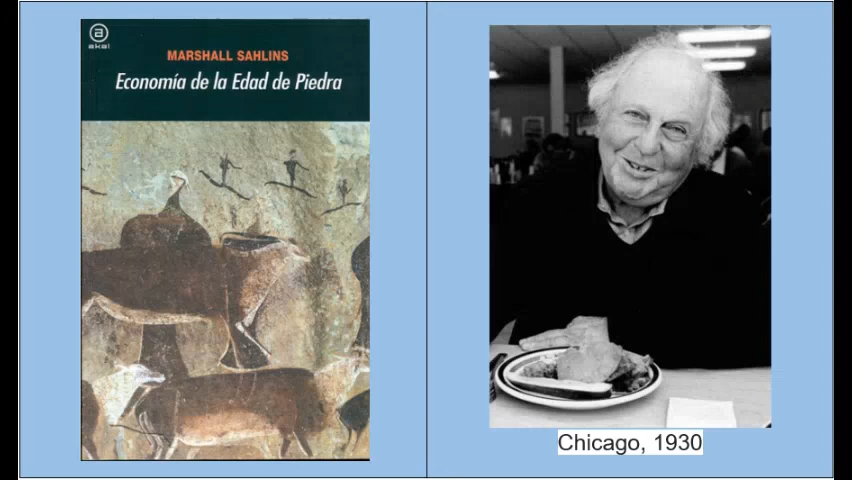 akal
MARSHALL SAHLINS
Economía de la Edad de Piedra
Chicago, 1930